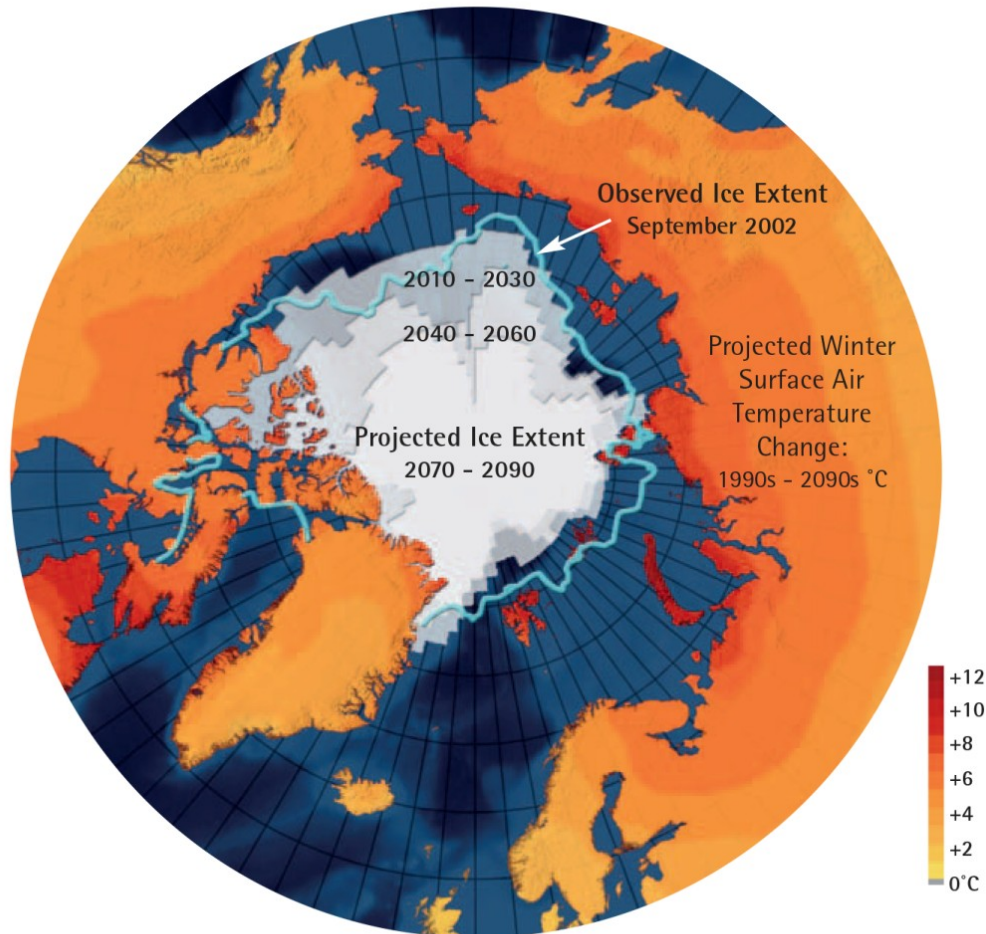 Observed Ice Extent
September 2002
2010 - 2030
2040 - 2060
Projected Ice Extent
2070 - 2090
Projected Winter
Surface Air
Temperature
Change:
1990s - 2090s °C
+12
+10
+8
+6
+4
+2
0°C